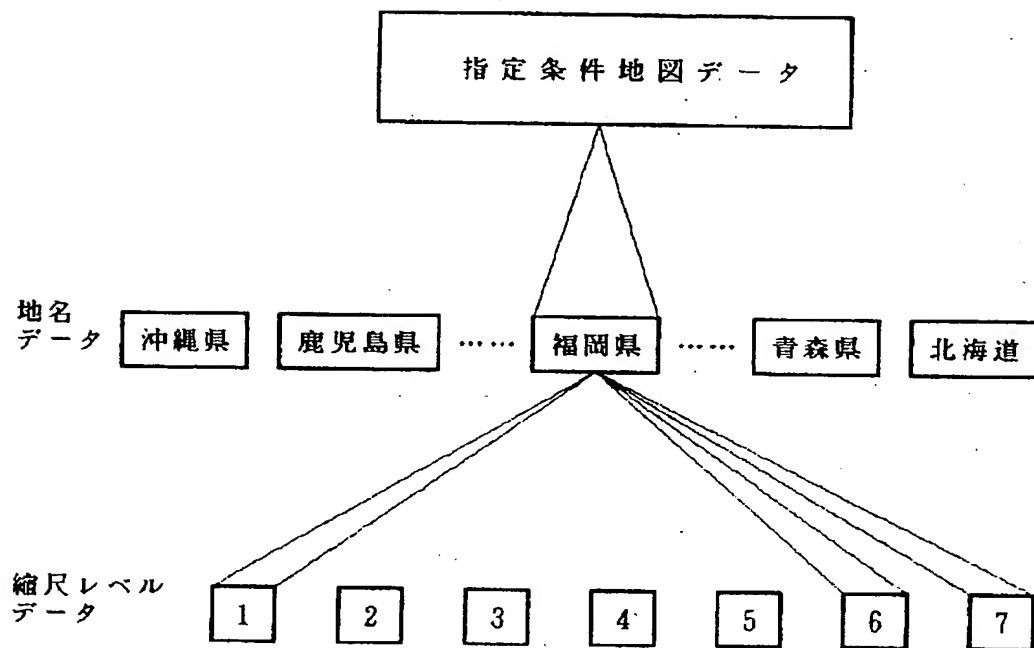 指定条件地図データ
地名
データ
沖縄県 鹿児島県 …… 福岡県 …… 青森県 北海道
縮尺レベル
データ
1 2 3 4 5 6 7